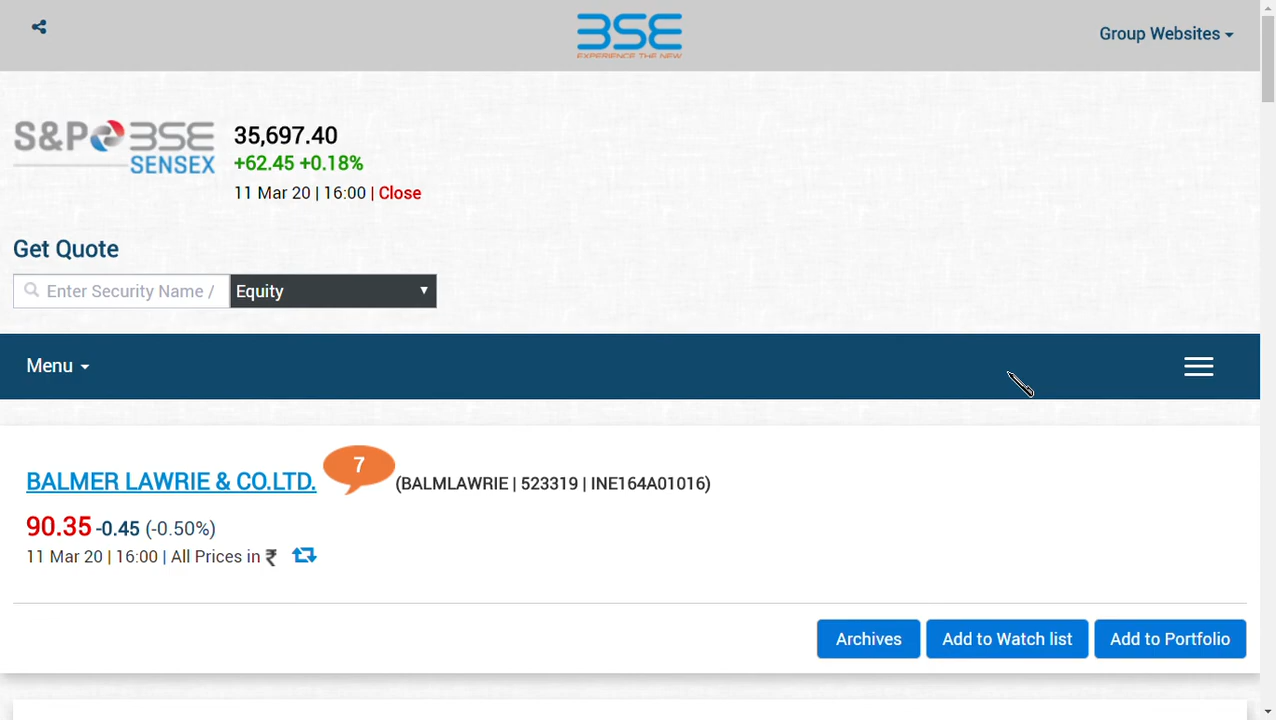 BSE
EXPERIENCE THE NEW
Group Websites
S&P BSE
SENSEX
35,697.40
+62.45 +0.18%
11 Mar 20 | 16:00 | Close
Get Quote
Enter Security Name /
Equity
Menu
BALMER LAWRIE & CO.LTD.
7
(BALMLAWRIE | 523319 | INE164A01016)
90.35 -0.45 (-0.50%)
11 Mar 20 | 16:00 | All Prices in ₹
Archives
Add to Watch list
Add to Portfolio